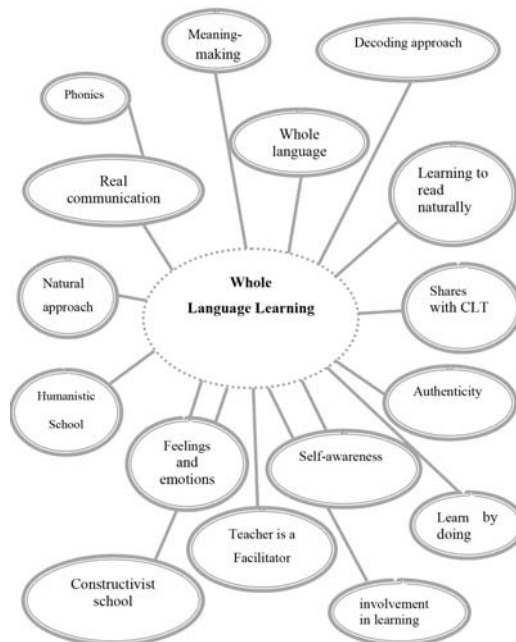 Meaning-
making
Decoding approach
Phonics
Whole
language
Real
communication
Learning to
read
naturally
Natural
approach
Whole
Language Learning
Shares
with CLT
Humanistic
School
Authenticity
Feelings
and
emotions
Self-awareness
Teacher is a
Facilitator
Learn by
doing
Constructivist
school
involvement
in learning